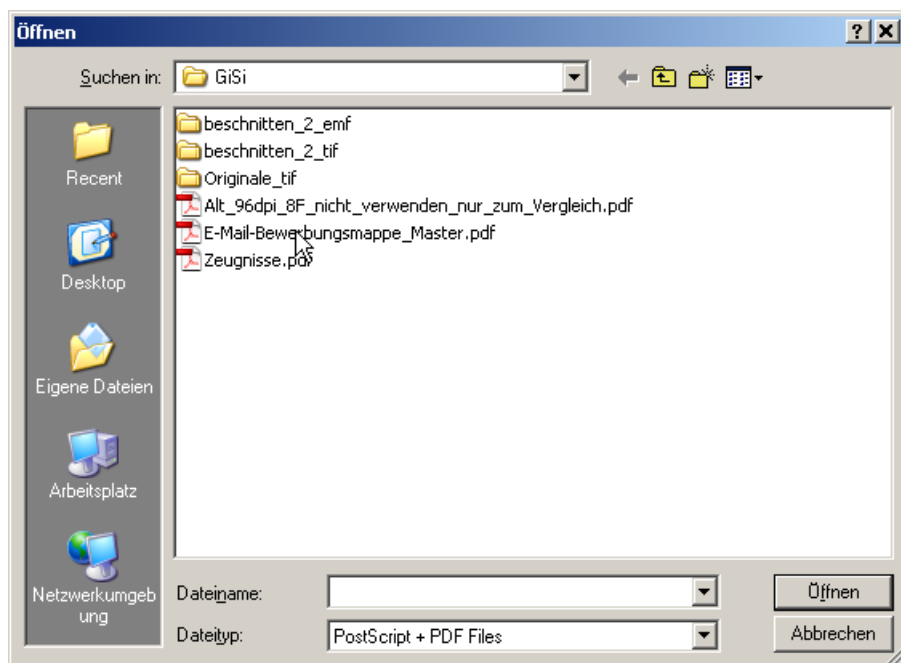 Öffnen
Suchen in:
GiSi
Recent
Desktop
Eigene Dateien
Arbeitsplatz
Netzwerkumgeb
ung
beschnitten_2_emf
beschnitten_2_tif
Originale_tif
Alt_96dpi_8F_nicht_verwenden_nur_zum_Vergleich.pdf
E-Mail-Bewerbungsmappe_Master.pdf
Zeugnisse.pdf
Dateiname:
Öffnen
Dateityp:
PostScript + PDF Files
Abbrechen